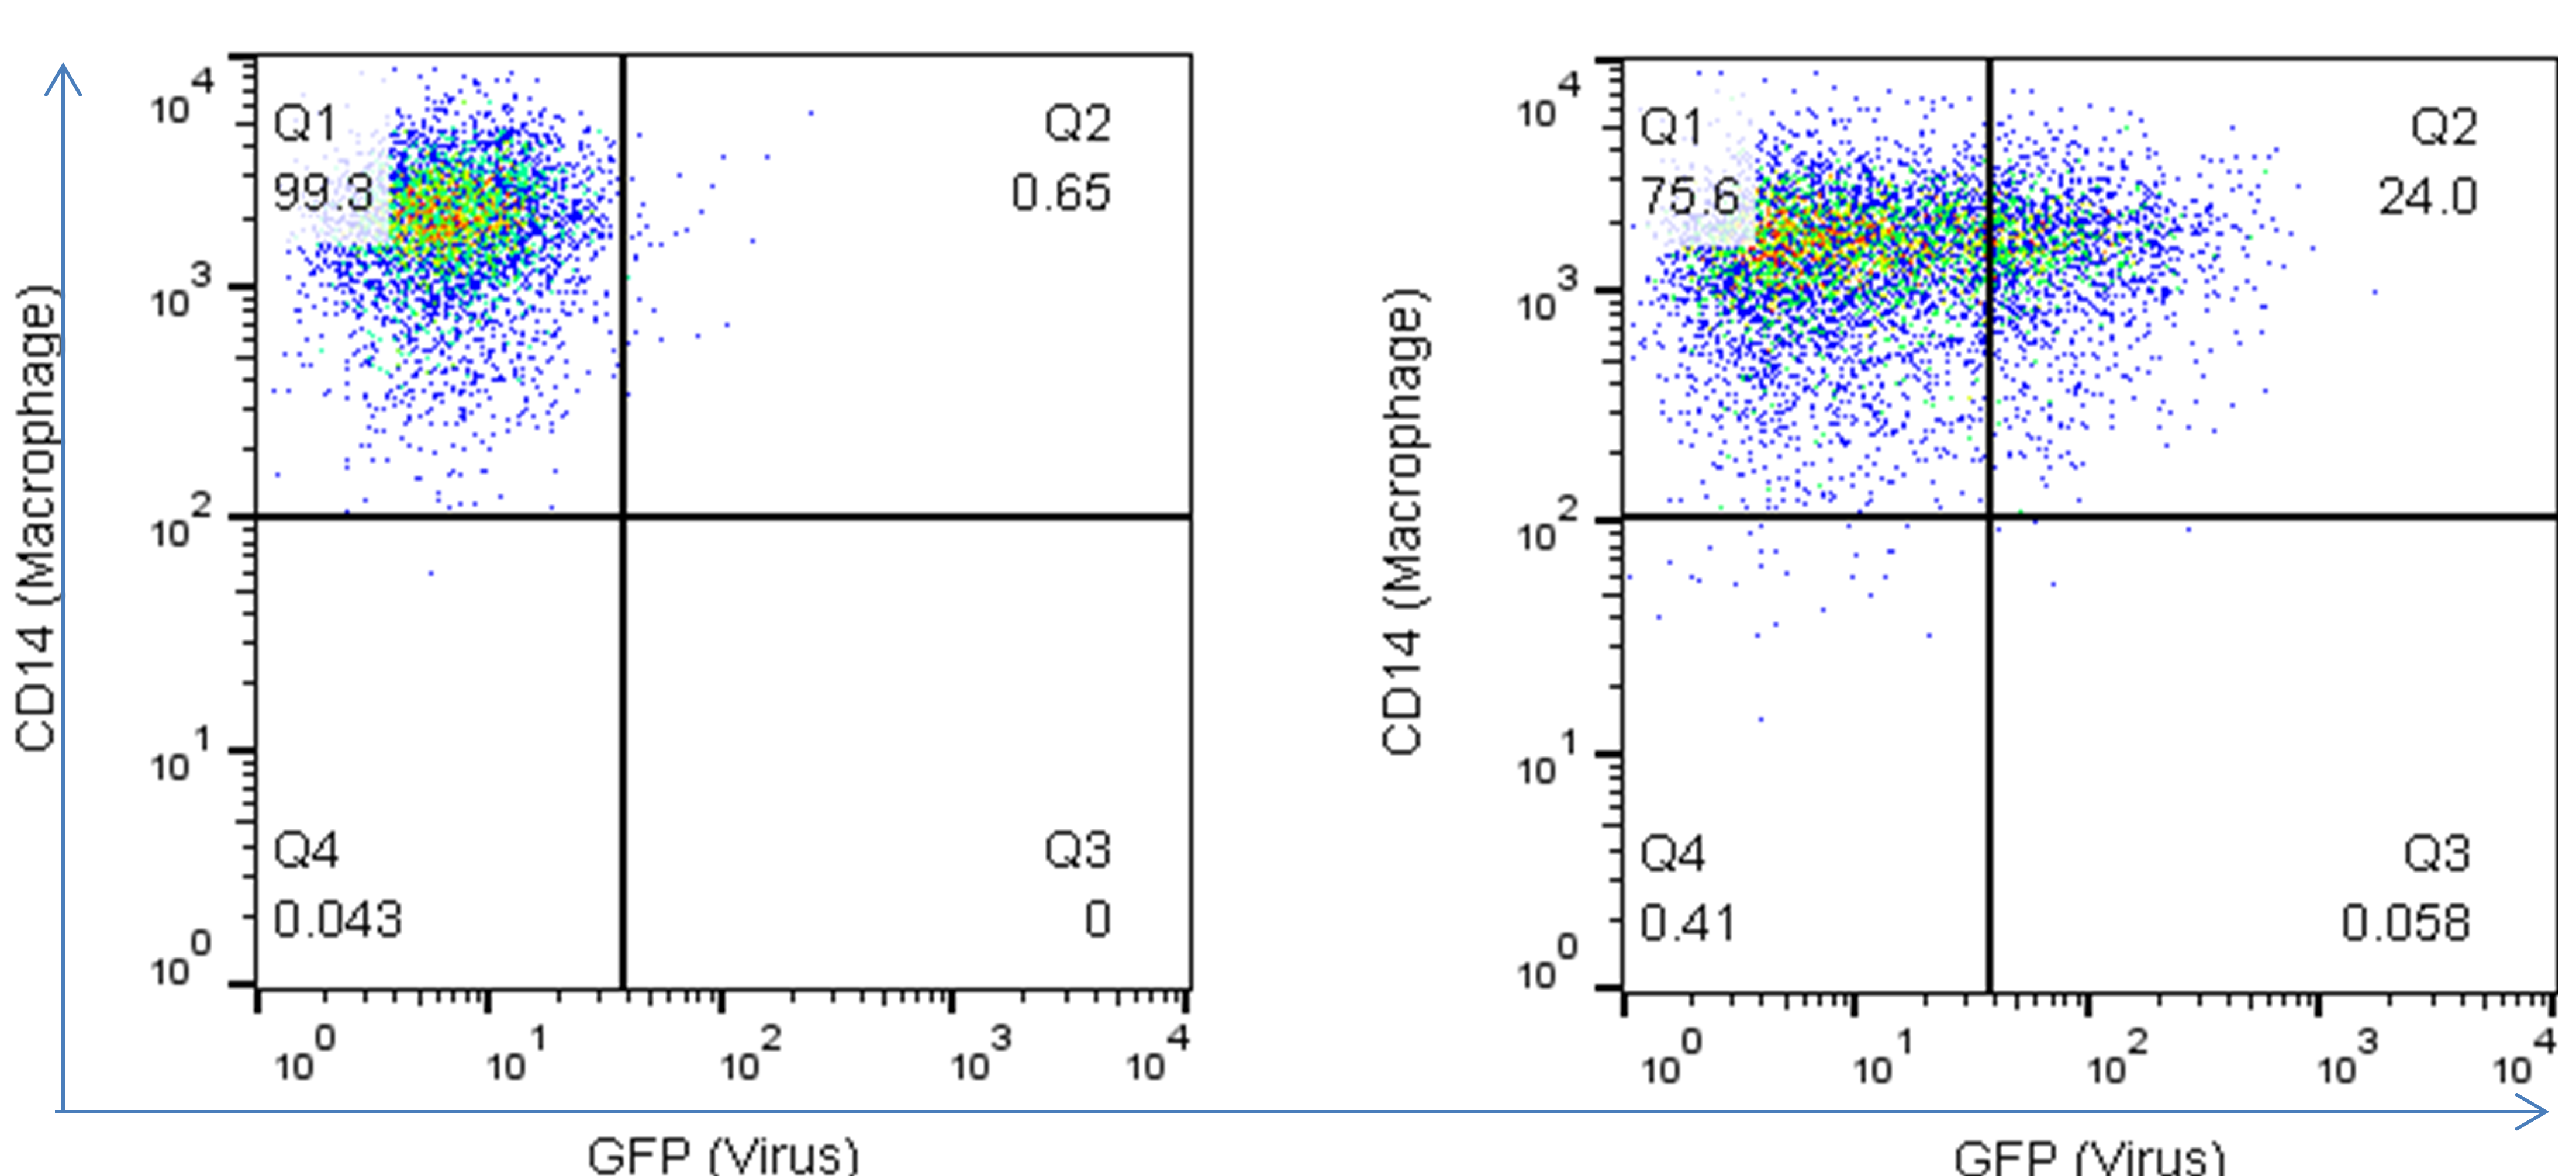 CD14 (Macrophage)
10^4
10^3
10^2
10^1
10^0
Q1
99.3
Q2
0.65
Q4
0.043
Q3
0
10^0 10^1 10^2 10^3 10^4
GFP (Virus)
CD14 (Macrophage)
10^4
10^3
10^2
10^1
10^0
Q1
75.6
Q2
24.0
Q4
0.41
Q3
0.058
10^0 10^1 10^2 10^3 10^4
GFP (Virus)